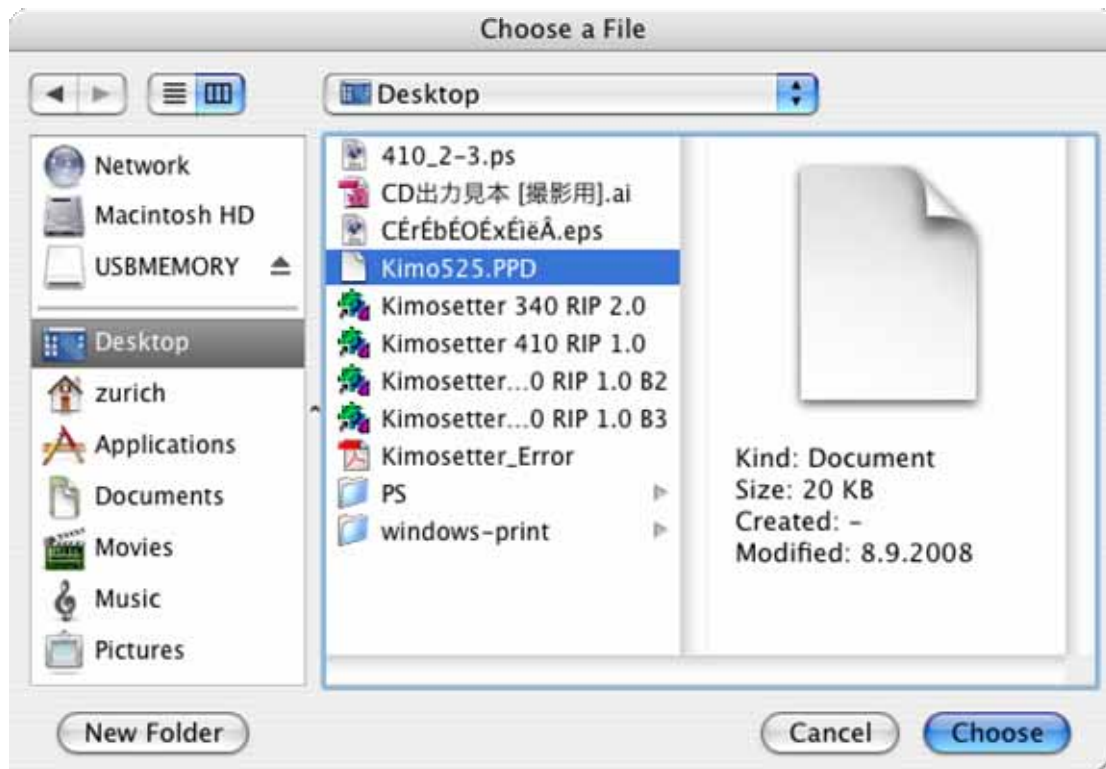 Choose a File
Desktop
Network
Macintosh HD
USBMEMORY
Desktop
zurich
Applications
Documents
Movies
Music
Pictures
410_2-3.ps
CD出力見本 [撮影用].ai
CÉrÉbÉOÉxÉìëÂ.eps
Kimo525.PPD
Kimosetter 340 RIP 2.0
Kimosetter 410 RIP 1.0
Kimosetter...0 RIP 1.0 B2
Kimosetter...0 RIP 1.0 B3
Kimosetter_Error
PS
windows-print
Kind: Document
Size: 20 KB
Created: –
Modified: 8.9.2008
New Folder
Cancel
Choose